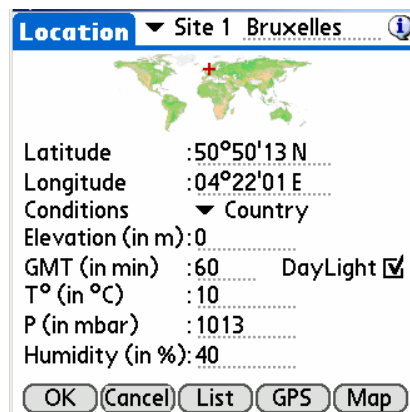 Location Site 1 Bruxelles
Latitude :50°50'13 N
Longitude :04°22'01 E
Conditions Country
Elevation (in m):0
GMT (in min) :60 DayLight
T° (in °C) :10
P (in mbar) :1013
Humidity (in %):40
OK Cancel List GPS Map